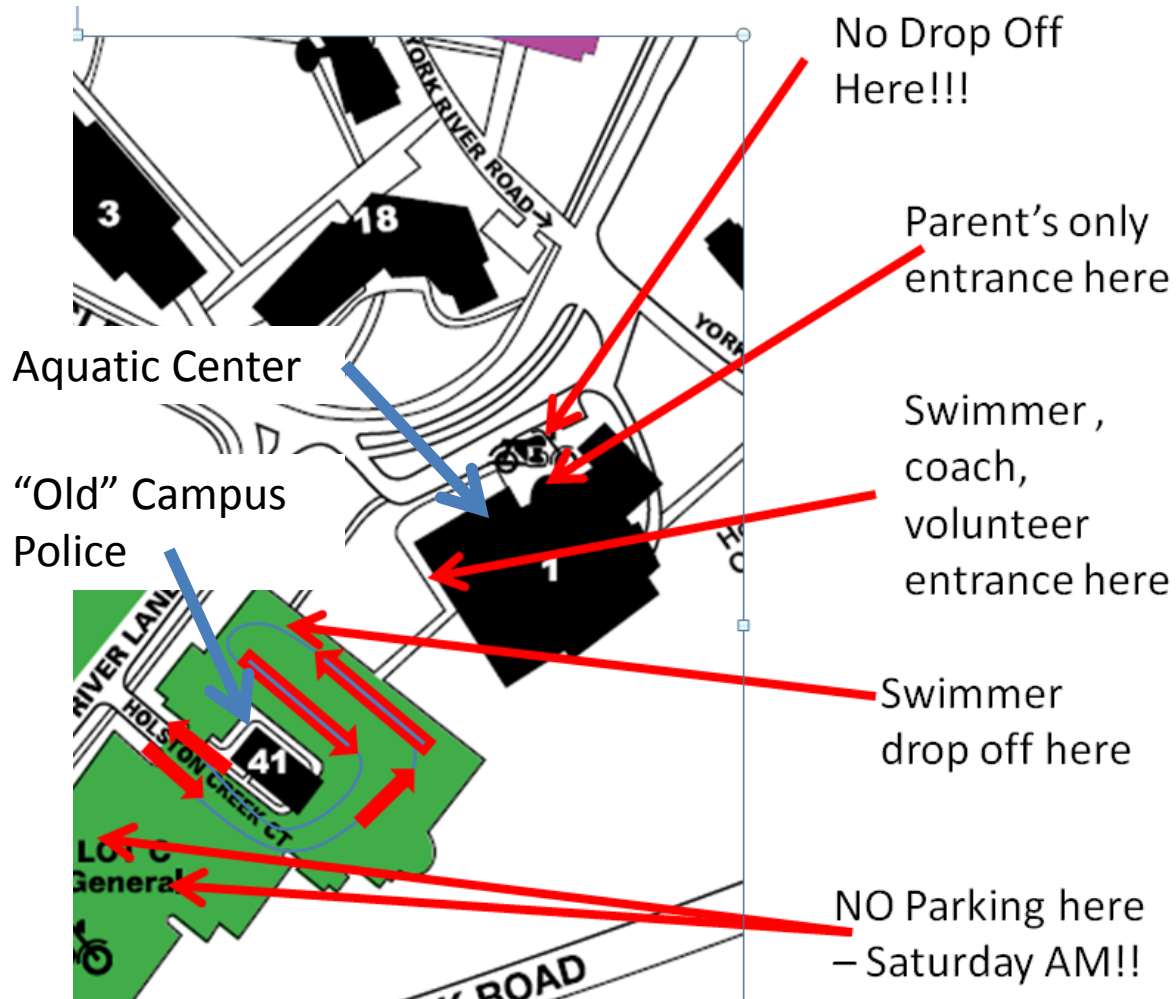 No Drop Off
Here!!!
YORK RIVER ROAD→
3
18
Parent’s only
entrance here
YORK
Aquatic Center
Swimmer ,
coach,
volunteer
entrance here
“Old” Campus
Police
1
RIVER LANE
HOLSTON CREEK CT
41
Swimmer
drop off here
LOT C
General
NO Parking here
– Saturday AM!!
ROAD